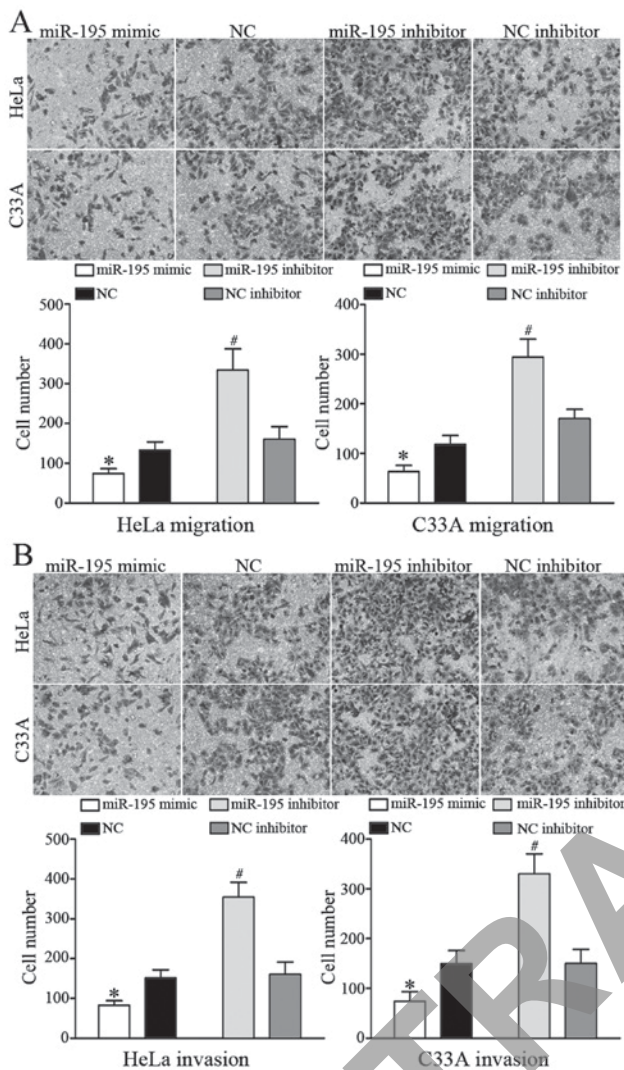 A
miR-195 mimic NC miR-195 inhibitor NC inhibitor
HeLa
C33A
miR-195 mimic miR-195 inhibitor
NC NC inhibitor
miR-195 mimic miR-195 inhibitor
NC NC inhibitor
Cell number
500
400
300
200
100
0
*
#
HeLa migration
Cell number
400
300
200
100
0
*
#
C33A migration
B
miR-195 mimic NC miR-195 inhibitor NC inhibitor
HeLa
C33A
miR-195 mimic miR-195 inhibitor
NC NC inhibitor
miR-195 mimic miR-195 inhibitor
NC NC inhibitor
Cell number
500
400
300
200
100
0
*
#
HeLa invasion
Cell number
400
300
200
100
0
*
#
C33A invasion
TRA